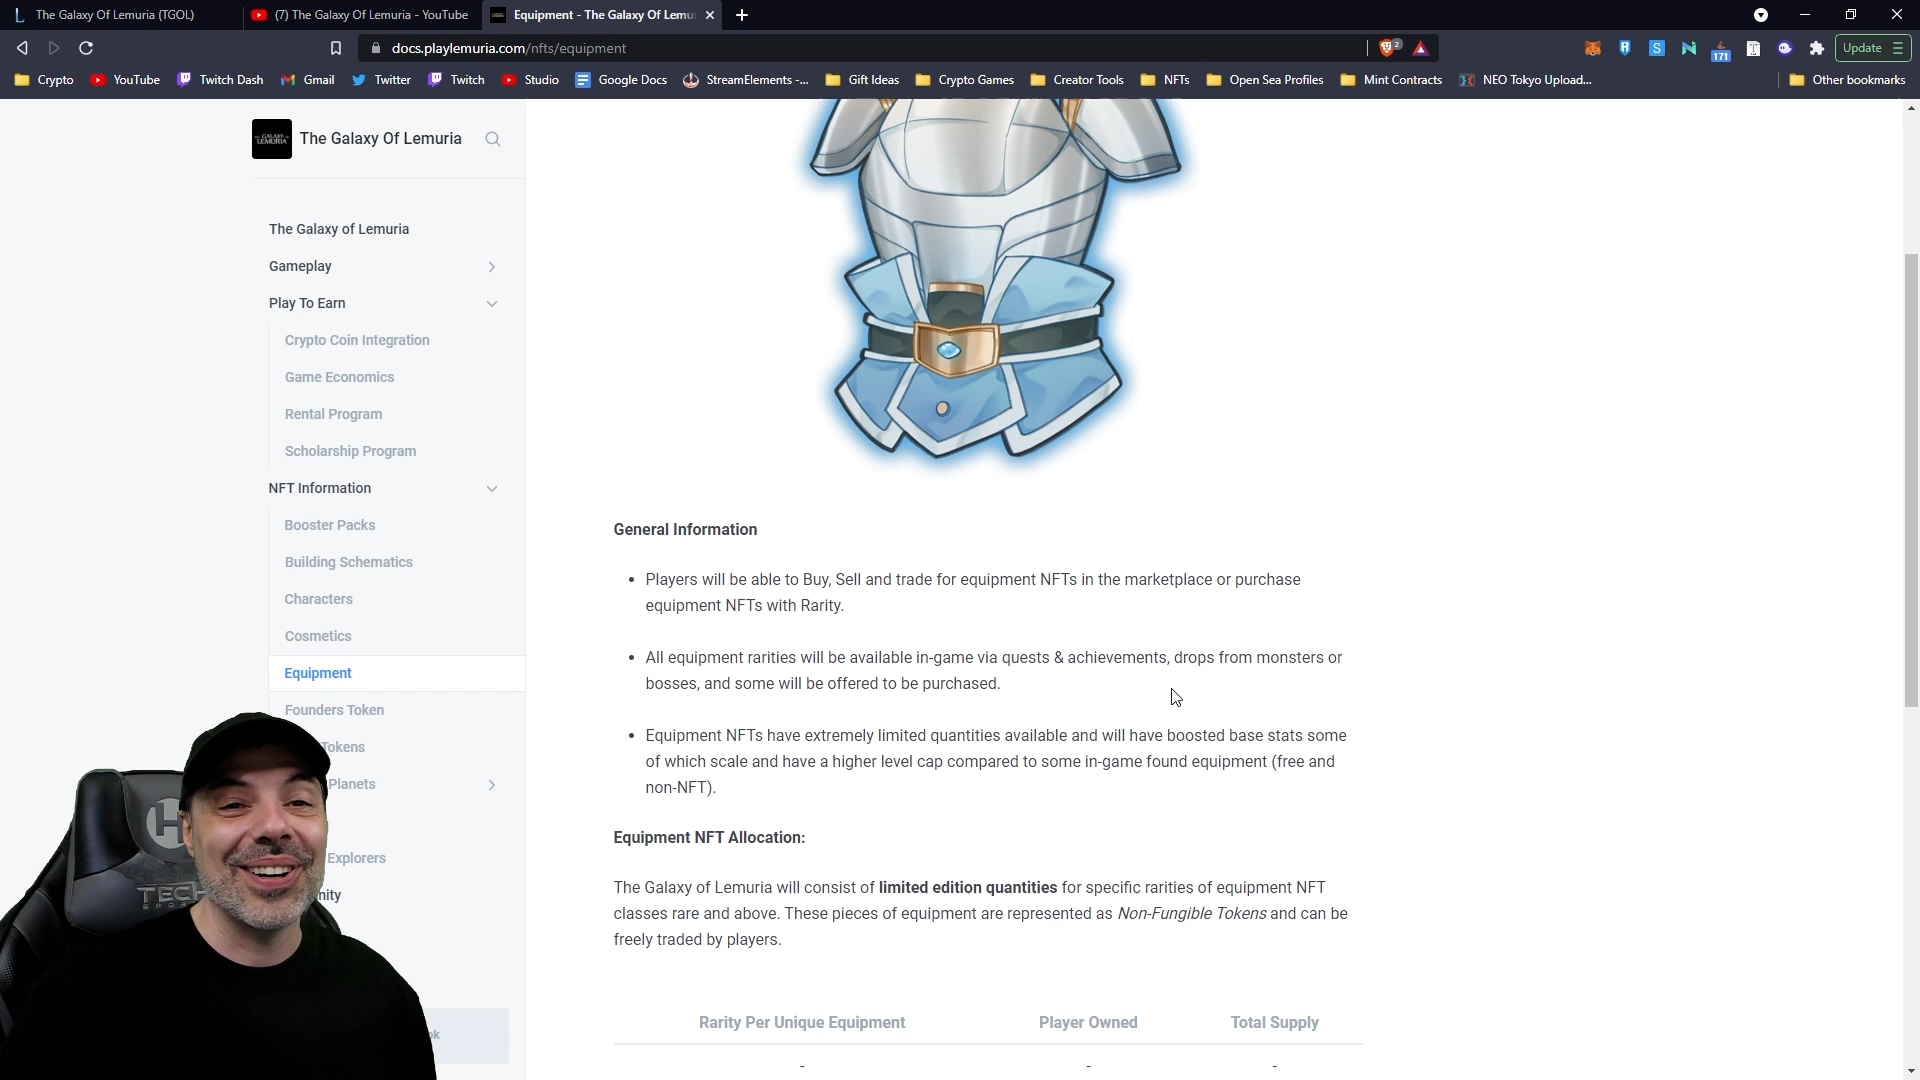 The Galaxy Of Lemuria (TGOL)
(7) The Galaxy Of Lemuria - YouTube
Equipment - The Galaxy Of Lemu
docs.playlemuria.com/nfts/equipment
2
171
Update
Crypto
YouTube
Twitch Dash
Gmail
Twitter
Twitch
Studio
Google Docs
StreamElements -...
Gift Ideas
Crypto Games
Creator Tools
NFTs
Open Sea Profiles
Mint Contracts
NEO Tokyo Upload...
Other bookmarks
The Galaxy Of Lemuria
The Galaxy of Lemuria
Gameplay
Play To Earn
Crypto Coin Integration
Game Economics
Rental Program
Scholarship Program
NFT Information
Booster Packs
Building Schematics
Characters
Cosmetics
Equipment
Founders Token
Tokens
Planets
Explorers
nity
TECH
General Information
Players will be able to Buy, Sell and trade for equipment NFTs in the marketplace or purchase
equipment NFTs with Rarity.
All equipment rarities will be available in-game via quests & achievements, drops from monsters or
bosses, and some will be offered to be purchased.
Equipment NFTs have extremely limited quantities available and will have boosted base stats some
of which scale and have a higher level cap compared to some in-game found equipment (free and
non-NFT).
Equipment NFT Allocation:
The Galaxy of Lemuria will consist of limited edition quantities for specific rarities of equipment NFT
classes rare and above. These pieces of equipment are represented as Non-Fungible Tokens and can be
freely traded by players.
Rarity Per Unique Equipment
Player Owned
Total Supply